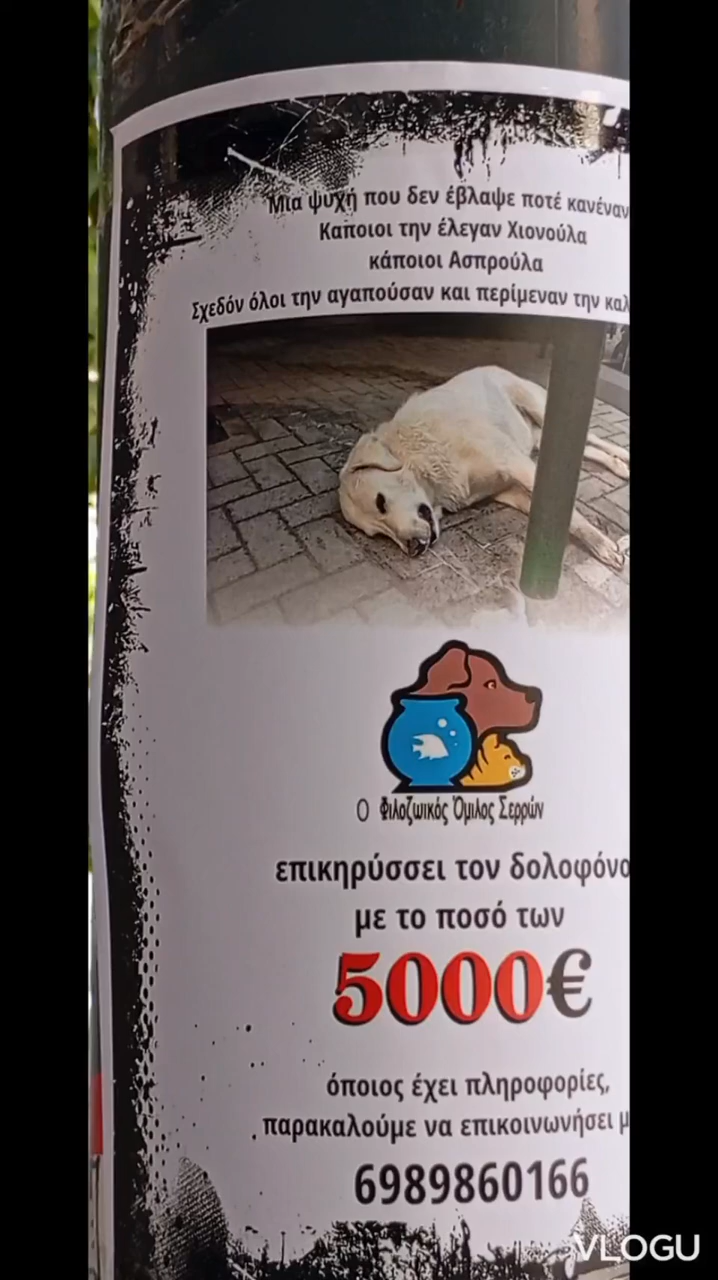 Μια ψυχή που δεν έβλαψε ποτέ κανέναν
Καποιοι την έλεγαν Χιονούλα
κάποιοι Ασπρούλα
Σχεδόν όλοι την αγαπούσαν και περίμεναν την
Ο Φιλοζωικός Όμιλος Σερρών
επικηρύσσει τον δολοφόνο
με το ποσό των
5000€
όποιος έχει πληροφορίες,
παρακαλούμε να επικοινωνήσει
6989860166
VLOGU